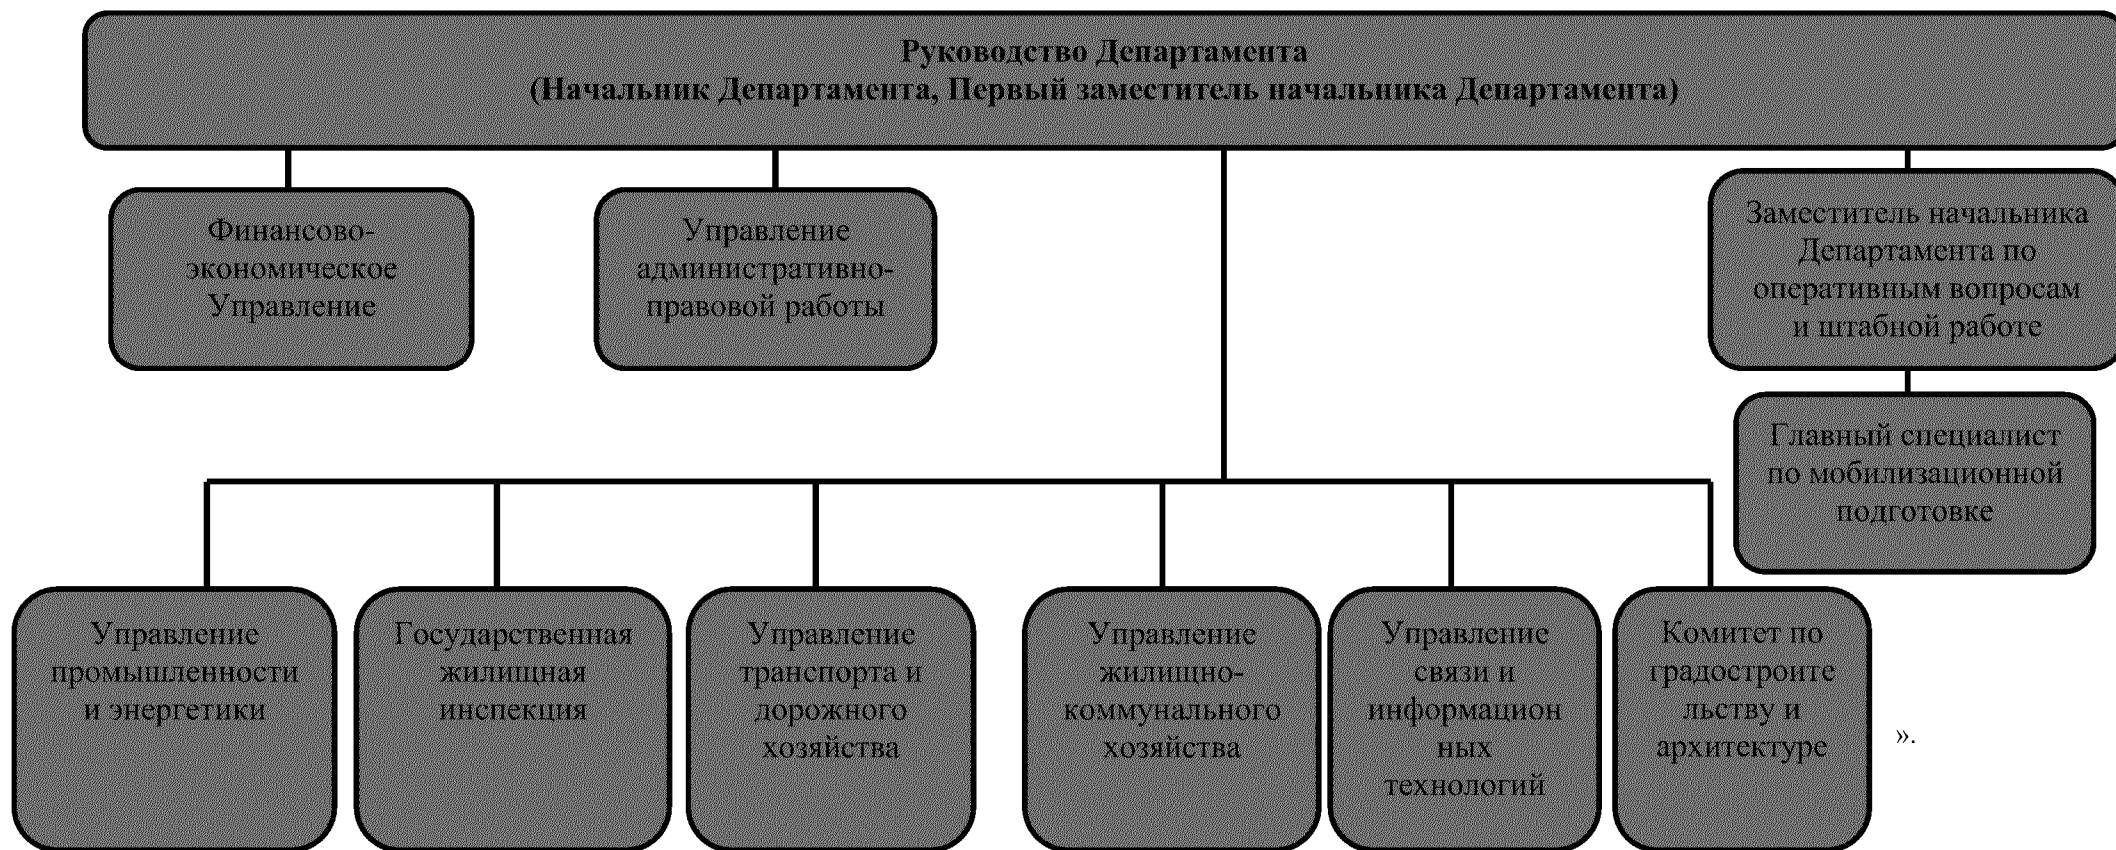 Руководство Департамента
(Начальник Департамента, Первый заместитель начальника Департамента)
Финансово-
экономическое
Управление
Управление
административно-
правовой работы
Заместитель начальника
Департамента по
оперативным вопросам
и штабной работе
Главный специалист
по мобилизационной
подготовке
Управление
промышленности
и энергетики
Государственная
жилищная
инспекция
Управление
транспорта и
дорожного
хозяйства
Управление
жилищно-
коммунального
хозяйства
Управление
связи и
информацион
ных
технологий
Комитет по
градостроите
льству и
архитектуре
».